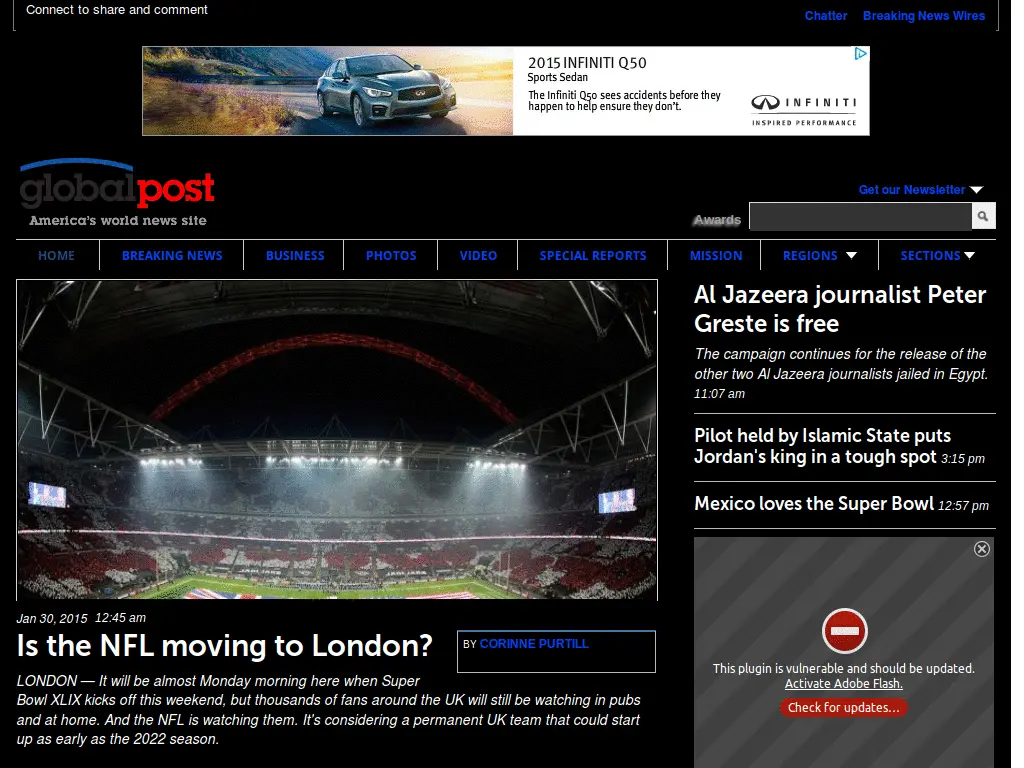 Connect to share and comment
Chatter Breaking News Wires
2015 INFINITI Q50
Sports Sedan
The Infiniti Q50 sees accidents before they
happen to help ensure they don't.
INFINITI
INSPIRED PERFORMANCE
globalpost
America's world news site
Get our Newsletter
Awards
HOME BREAKING NEWS BUSINESS PHOTOS VIDEO SPECIAL REPORTS MISSION REGIONS SECTIONS
Al Jazeera journalist Peter
Greste is free
The campaign continues for the release of the
other two Al Jazeera journalists jailed in Egypt.
11:07 am
Pilot held by Islamic State puts
Jordan's king in a tough spot 3:15 pm
Mexico loves the Super Bowl 12:57 pm
This plugin is vulnerable and should be updated.
Activate Adobe Flash.
Check for updates...
Jan 30, 2015 12:45 am
Is the NFL moving to London?
BY CORINNE PURTILL
LONDON — It will be almost Monday morning here when Super
Bowl XLIX kicks off this weekend, but thousands of fans around the UK will still be watching in pubs
and at home. And the NFL is watching them. It's considering a permanent UK team that could start
up as early as the 2022 season.